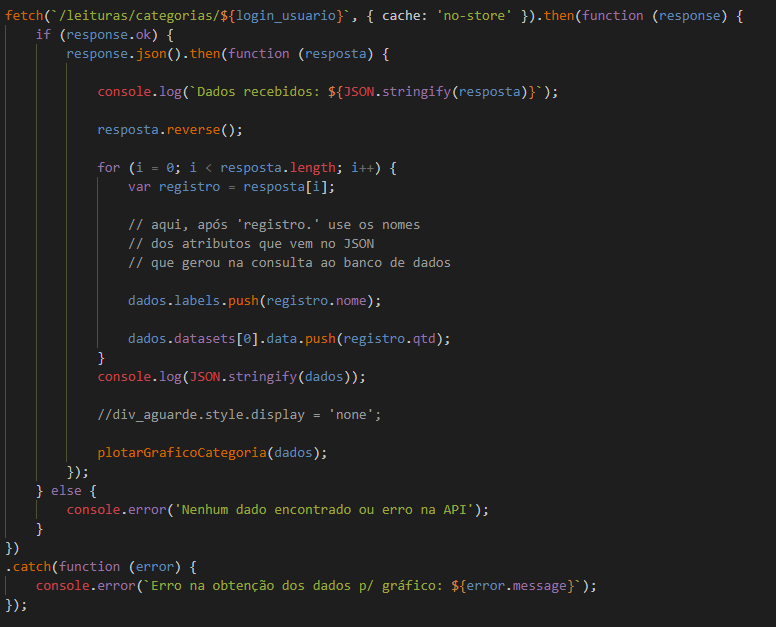 fetch(`/leituras/categorias/${login_usuario}`, { cache: 'no-store' }).then(function (response) {
    if (response.ok) {
        response.json().then(function (resposta) {

            console.log(`Dados recebidos: ${JSON.stringify(resposta)}`);

            resposta.reverse();

            for (i = 0; i < resposta.length; i++) {
                var registro = resposta[i];

                // aqui, após 'registro.' use os nomes
                // dos atributos que vem no JSON
                // que gerou na consulta ao banco de dados

                dados.labels.push(registro.nome);

                dados.datasets[0].data.push(registro.qtd);
            }
            console.log(JSON.stringify(dados));

            //div_aguarde.style.display = 'none';

            plotarGraficoCategoria(dados);
        });
    } else {
        console.error('Nenhum dado encontrado ou erro na API');
    }
})
.catch(function (error) {
    console.error(`Erro na obtenção dos dados p/ gráfico: ${error.message}`);
});